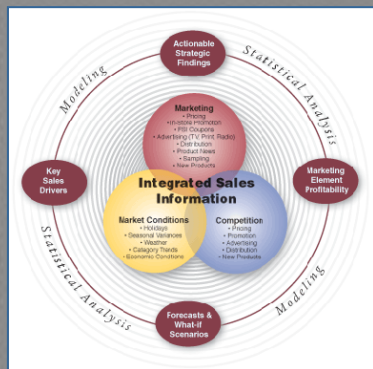 Actionable
Strategic
Findings
Modeling
Statistical Analysis
Marketing
• Pricing
• In-store Promotion
• FSI Coupons
• Advertising (TV, Print, Radio)
• Distribution
• Product News
• Sampling
• New Products
Key
Sales
Drivers
Marketing
Element
Profitability
Integrated Sales
Information
Market Conditions
• Holidays
• Seasonal Variances
• Weather
• Category Trends
• Economic Conditions
Competition
• Pricing
• Promotion
• Advertising
• Distribution
• New Products
Statistical Analysis
Modeling
Forecasts &
What-if
Scenarios